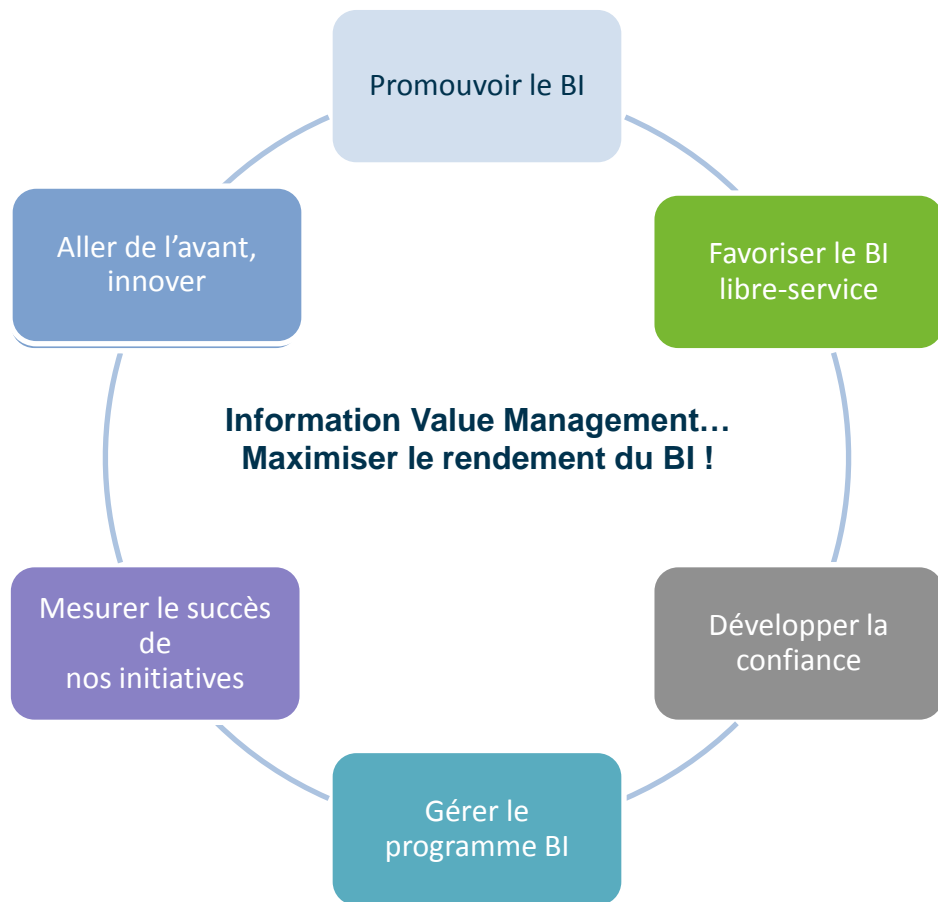 Promouvoir le BI
Favoriser le BI
libre-service
Développer la
confiance
Gérer le
programme BI
Mesurer le succès
de
nos initiatives
Aller de l’avant,
innover
Information Value Management…
Maximiser le rendement du BI !